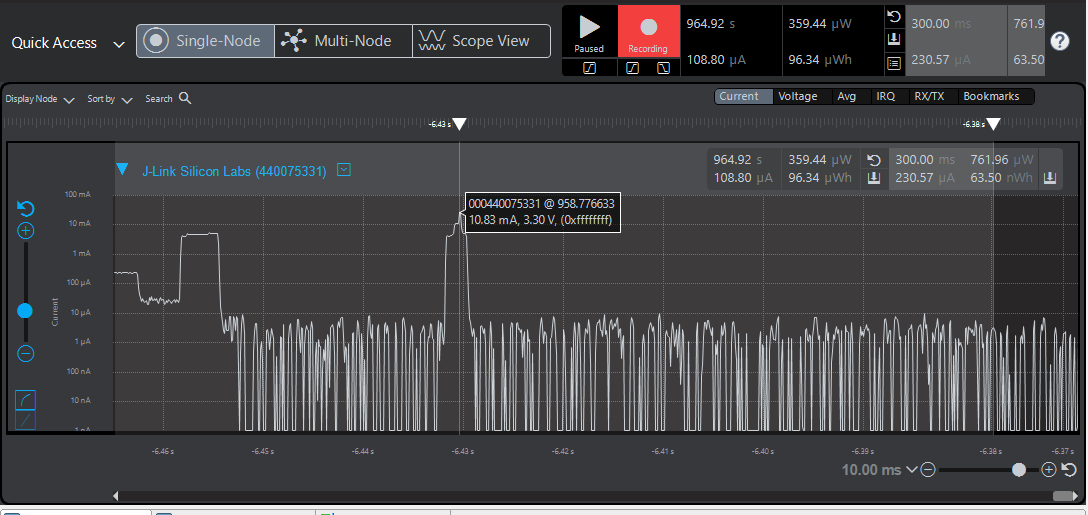 Quick Access
Single-Node
Multi-Node
Scope View
Paused
Recording
964.92 s
359.44 µW
108.80 µA
96.34 µWh
300.00 ms
761.9
230.57 µA
63.50
Display Node
Sort by
Search
Current
Voltage
Avg
IRQ
RX/TX
Bookmarks
-6.43 s
-6.38 s
J-Link Silicon Labs (440075331)
964.92 s
359.44 µW
108.80 µA
96.34 µWh
300.00 ms
761.96 µW
230.57 µA
63.50 nWh
000440075331 @ 958.776633
10.83 mA, 3.30 V, (0xffffffff)
Current
100 mA
10 mA
1 mA
100 µA
10 µA
1 µA
100 nA
10 nA
-6.46 s
-6.45 s
-6.44 s
-6.43 s
-6.42 s
-6.41 s
-6.40 s
-6.39 s
-6.38 s
-6.37 s
10.00 ms